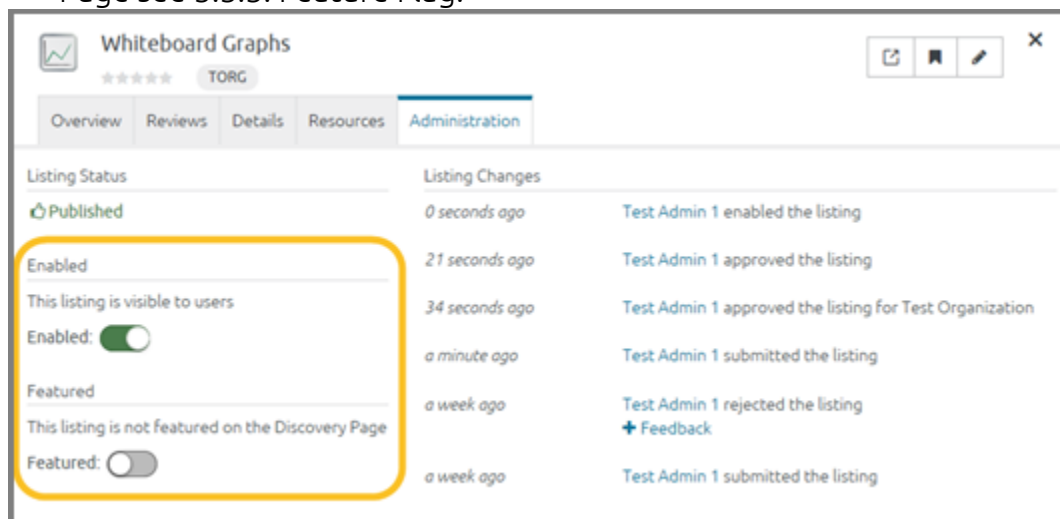 Whiteboard Graphs
TORG
Overview Reviews Details Resources Administration
Listing Status
Published
Enabled
This listing is visible to users
Enabled:
Featured
This listing is not featured on the Discovery Page
Featured:
Listing Changes
0 seconds ago Test Admin 1 enabled the listing
21 seconds ago Test Admin 1 approved the listing
34 seconds ago Test Admin 1 approved the listing for Test Organization
a minute ago Test Admin 1 submitted the listing
a week ago Test Admin 1 rejected the listing
+ Feedback
a week ago Test Admin 1 submitted the listing